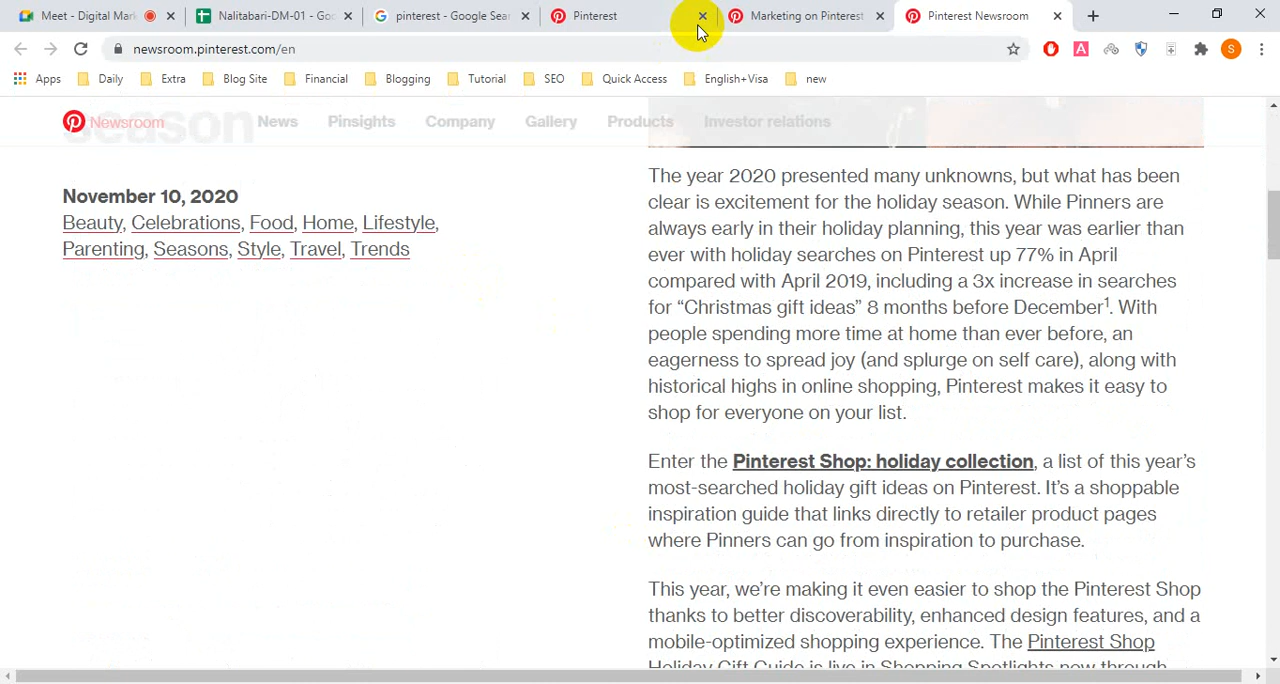 Meet - Digital Mark
Nalitabari-DM-01 - Goo
pinterest - Google Sear
Pinterest
Marketing on Pinterest
Pinterest Newsroom
newsroom.pinterest.com/en
A
S
Apps
Daily
Extra
Blog Site
Financial
Blogging
Tutorial
SEO
Quick Access
English+Visa
new
season
Newsroom
News
Pinsights
Company
Gallery
Products
Investor relations
November 10, 2020
Beauty, Celebrations, Food, Home, Lifestyle,
Parenting, Seasons, Style, Travel, Trends
The year 2020 presented many unknowns, but what has been
clear is excitement for the holiday season. While Pinners are
always early in their holiday planning, this year was earlier than
ever with holiday searches on Pinterest up 77% in April
compared with April 2019, including a 3x increase in searches
for “Christmas gift ideas” 8 months before December¹. With
people spending more time at home than ever before, an
eagerness to spread joy (and splurge on self care), along with
historical highs in online shopping, Pinterest makes it easy to
shop for everyone on your list.
Enter the Pinterest Shop: holiday collection, a list of this year’s
most-searched holiday gift ideas on Pinterest. It’s a shoppable
inspiration guide that links directly to retailer product pages
where Pinners can go from inspiration to purchase.
This year, we’re making it even easier to shop the Pinterest Shop
thanks to better discoverability, enhanced design features, and a
mobile-optimized shopping experience. The Pinterest Shop
Holiday Gift Guide is live in Shopping Spotlights now through